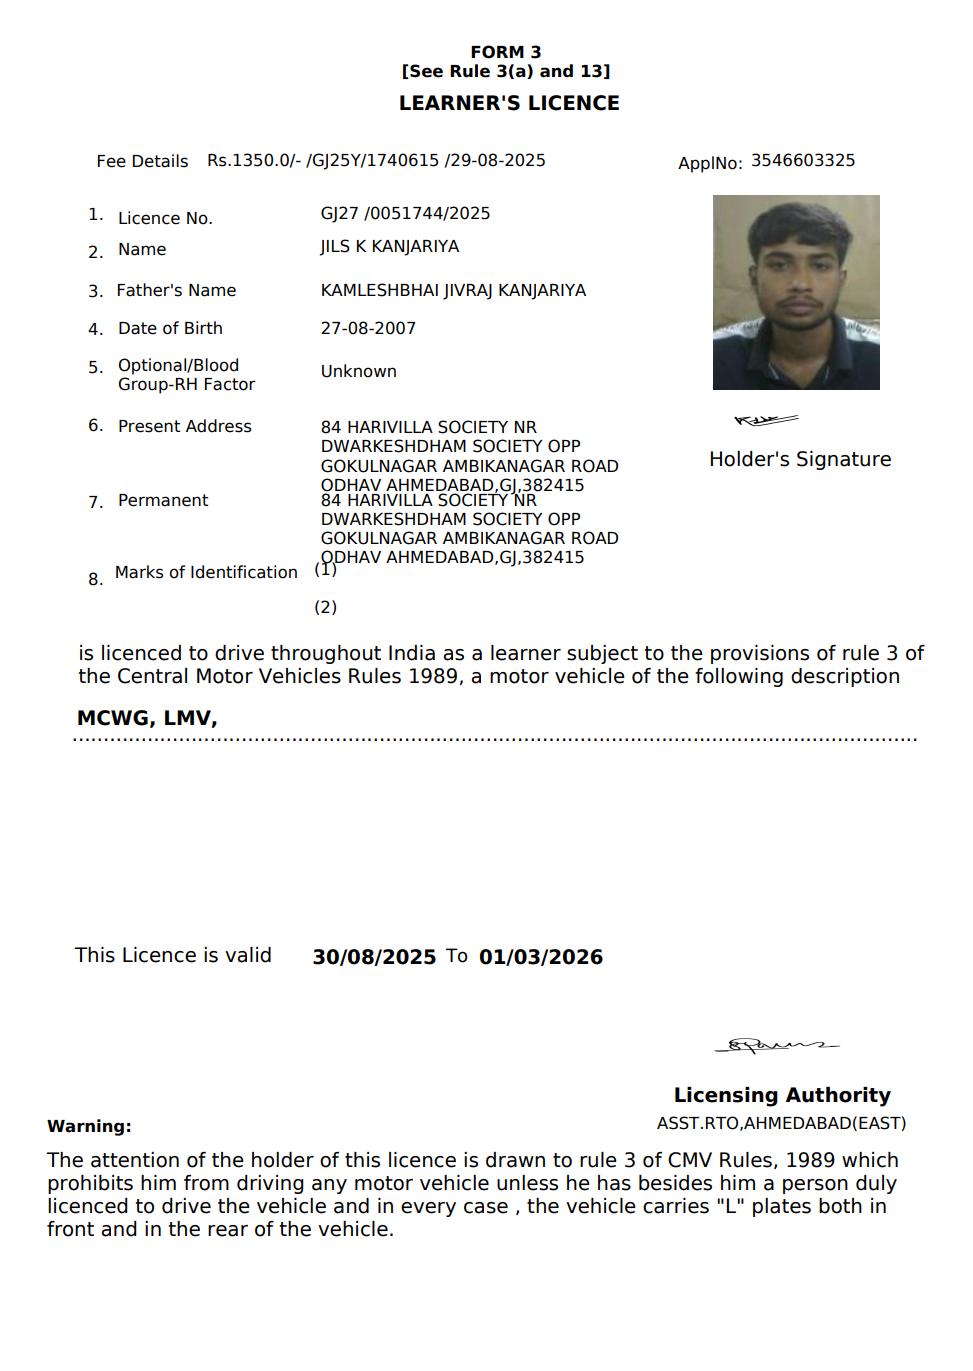 FORM 3
[See Rule 3(a) and 13]
LEARNER'S LICENCE
Fee Details Rs.1350.0/- /GJ25Y/1740615 /29-08-2025 ApplNo: 3546603325
1. Licence No. GJ27 /0051744/2025
2. Name JILS K KANJARIYA
3. Father's Name KAMLESHBHAI JIVRAJ KANJARIYA
4. Date of Birth 27-08-2007
5. Optional/Blood
Group-RH Factor Unknown
6. Present Address 84 HARIVILLA SOCIETY NR
DWARKESHDHAM SOCIETY OPP
GOKULNAGAR AMBIKANAGAR ROAD
ODHAV AHMEDABAD,GJ,382415
Holder's Signature
7. Permanent 84 HARIVILLA SOCIETY NR
DWARKESHDHAM SOCIETY OPP
GOKULNAGAR AMBIKANAGAR ROAD
ODHAV AHMEDABAD,GJ,382415
8. Marks of Identification (1)
(2)
is licenced to drive throughout India as a learner subject to the provisions of rule 3 of
the Central Motor Vehicles Rules 1989, a motor vehicle of the following description
MCWG, LMV,
This Licence is valid 30/08/2025 To 01/03/2026
Licensing Authority
ASST.RTO,AHMEDABAD(EAST)
Warning:
The attention of the holder of this licence is drawn to rule 3 of CMV Rules, 1989 which
prohibits him from driving any motor vehicle unless he has besides him a person duly
licenced to drive the vehicle and in every case , the vehicle carries "L" plates both in
front and in the rear of the vehicle.